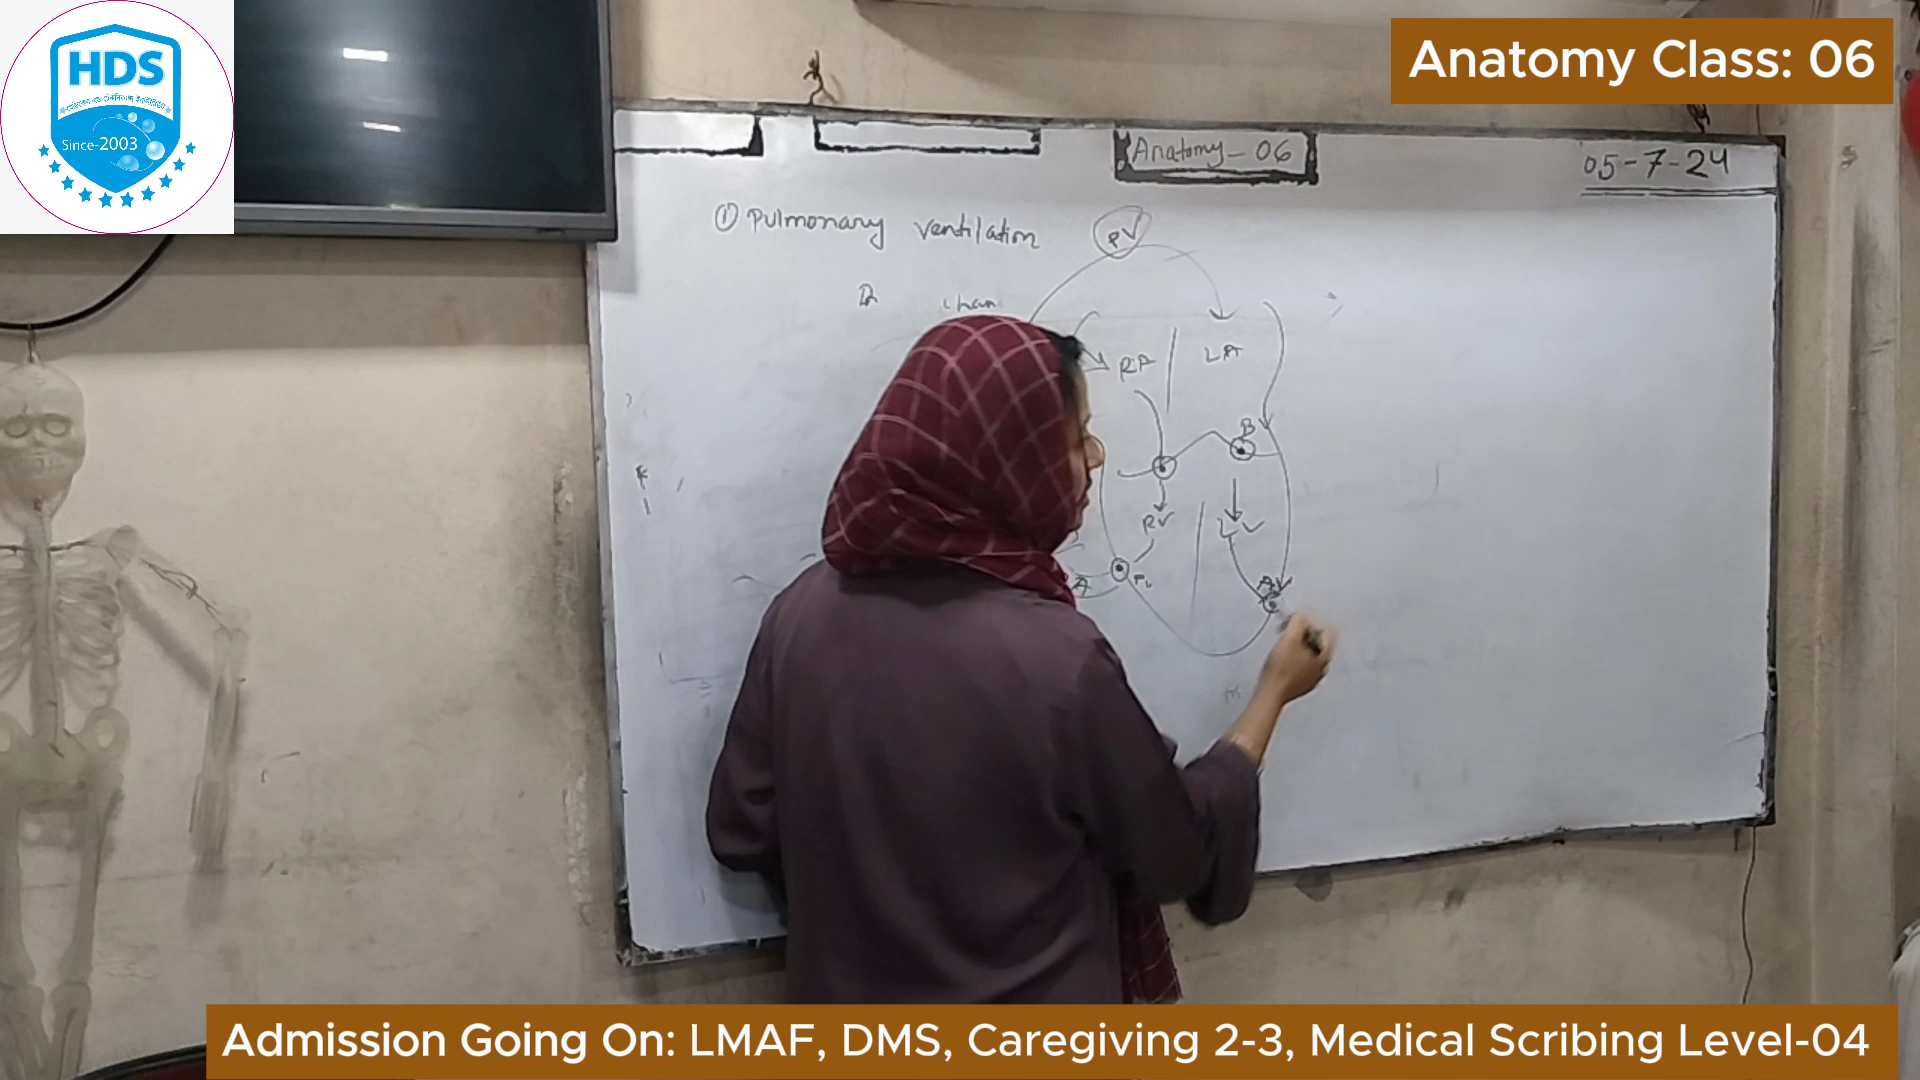 HDS
Since-2003
Anatomy Class: 06
Anatomy - 06
05-7-24
① Pulmonary ventilation
PV
RA
LA
B
RV
LV
A
AV
Admission Going On: LMAF, DMS, Caregiving 2-3, Medical Scribing Level-04